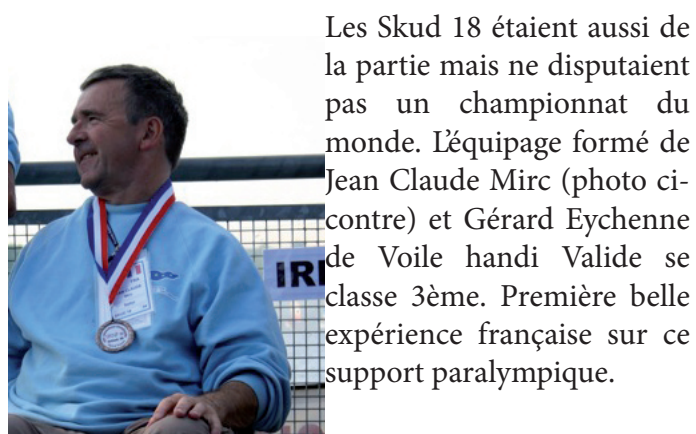 Les Skud 18 étaient aussi de
la partie mais ne disputaient
pas un championnat du
monde. L'équipage formé de
Jean Claude Mirc (photo ci-
contre) et Gérard Eychenne
de Voile handi Valide se
classe 3ème. Première belle
expérience française sur ce
support paralympique.